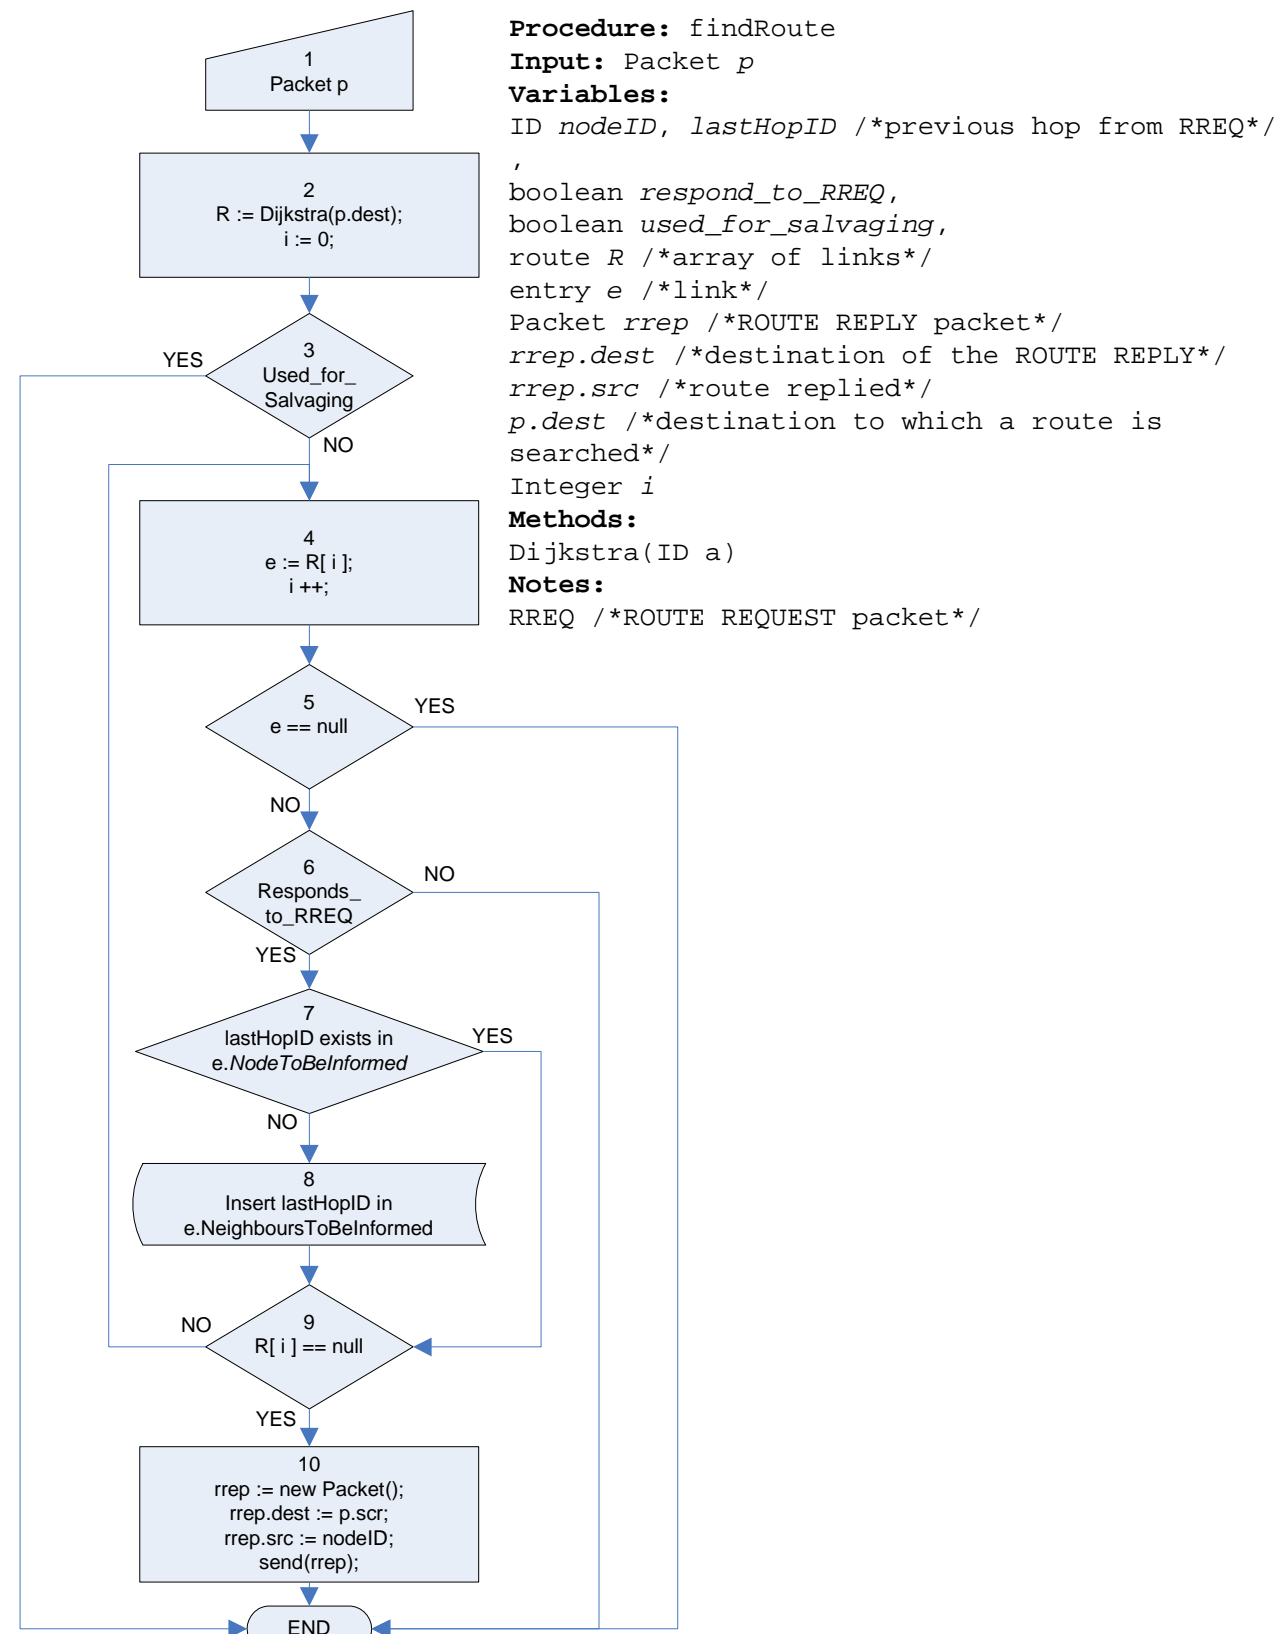 1
Packet p
2
R := Dijkstra(p.dest);
i := 0;
3
Used_for_
Salvaging
YES
NO
4
e := R[ i ];
i ++;
5
e == null
YES
NO
6
Responds_
to_RREQ
NO
YES
7
lastHopID exists in
e.NodeToBeInformed
YES
NO
8
Insert lastHopID in
e.NeighboursToBeInformed
9
R[ i ] == null
NO
YES
10
rrep := new Packet();
rrep.dest := p.scr;
rrep.src := nodeID;
send(rrep);
END
Procedure: findRoute
Input: Packet p
Variables:
ID nodeID, lastHopID /*previous hop from RREQ*/
,
boolean respond_to_RREQ,
boolean used_for_salvaging,
route R /*array of links*/
entry e /*link*/
Packet rrep /*ROUTE REPLY packet*/
rrep.dest /*destination of the ROUTE REPLY*/
rrep.src /*route replied*/
p.dest /*destination to which a route is
searched*/
Integer i
Methods:
Dijkstra(ID a)
Notes:
RREQ /*ROUTE REQUEST packet*/